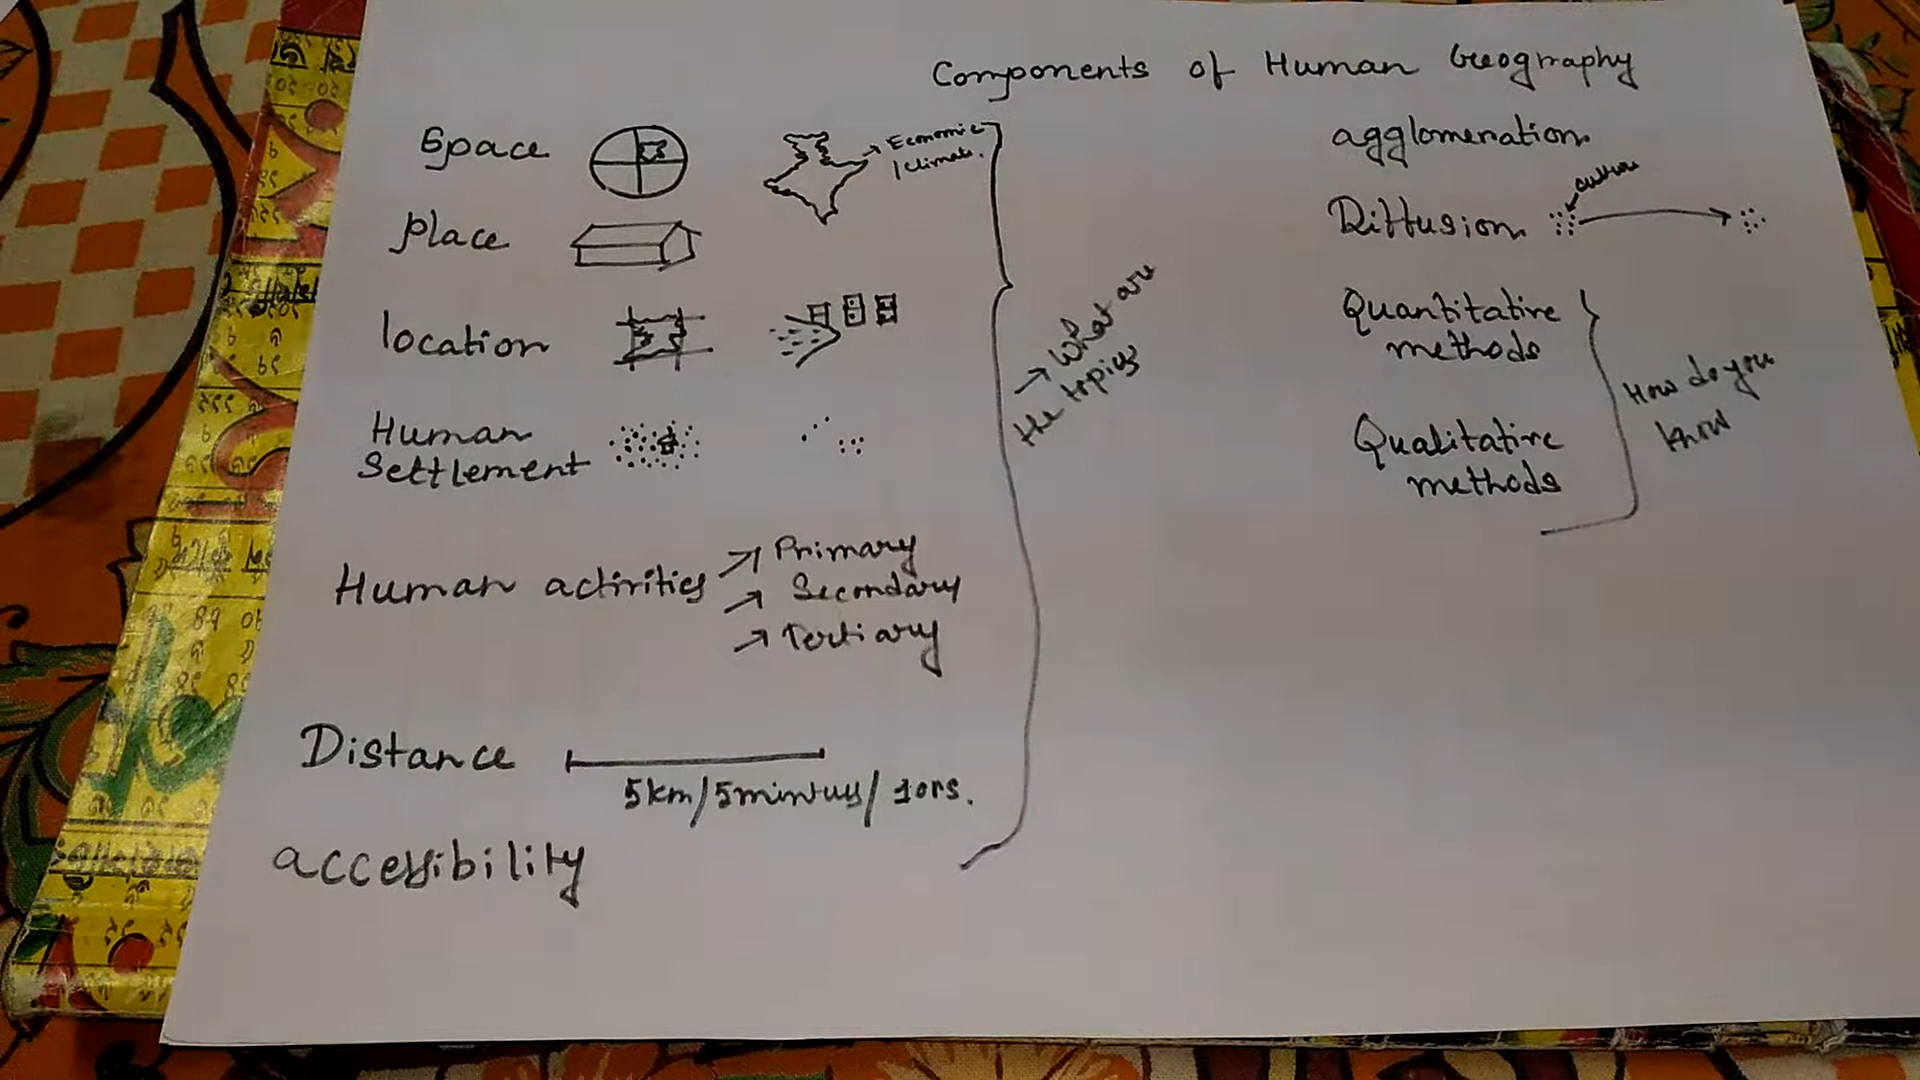 Components of Human Geography
Space
→ Economic
/climate.
Place
location
Human
Settlement
Human activities
→ Primary
→ Secondary
→ Tertiary
Distance
5km/5minutes/
accessibility
→ What are
the topics
agglomeration
culture
Diffusion
Quantitative
methods
Qualitative
methods
How do you
know